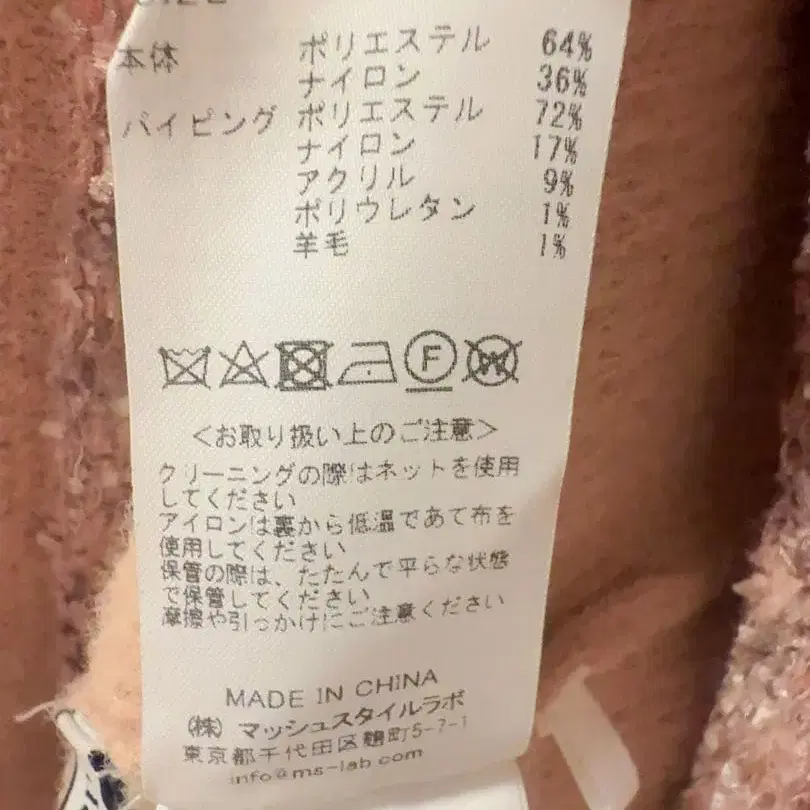 本体 ポリエステル 64%
ナイロン 36%
パイピング ポリエステル 72%
ナイロン 17%
アクリル 9%
ポリウレタン 1%
羊毛 1%
F W
<お取り扱い上のご注意>
クリーニングの際はネットを使用
してください
アイロンは裏から低温であて布を
使用してください
保管の際は、たたんで平らな状態
で保管してください
摩擦や引っかけにご注意ください
MADE IN CHINA
(株) マッシュスタイルラボ
東京都千代田区麹町5-7-1
info@ms-lab.com